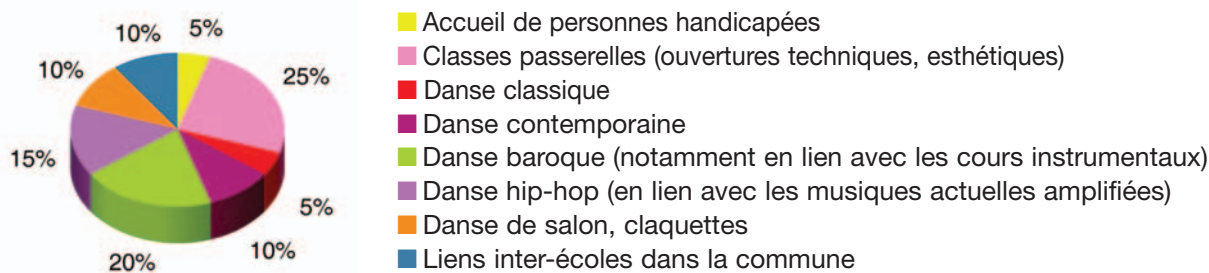 10%
5%
10%
25%
15%
5%
20%
10%
Accueil de personnes handicapées
Classes passerelles (ouvertures techniques, esthétiques)
Danse classique
Danse contemporaine
Danse baroque (notamment en lien avec les cours instrumentaux)
Danse hip-hop (en lien avec les musiques actuelles amplifiées)
Danse de salon, claquettes
Liens inter-écoles dans la commune